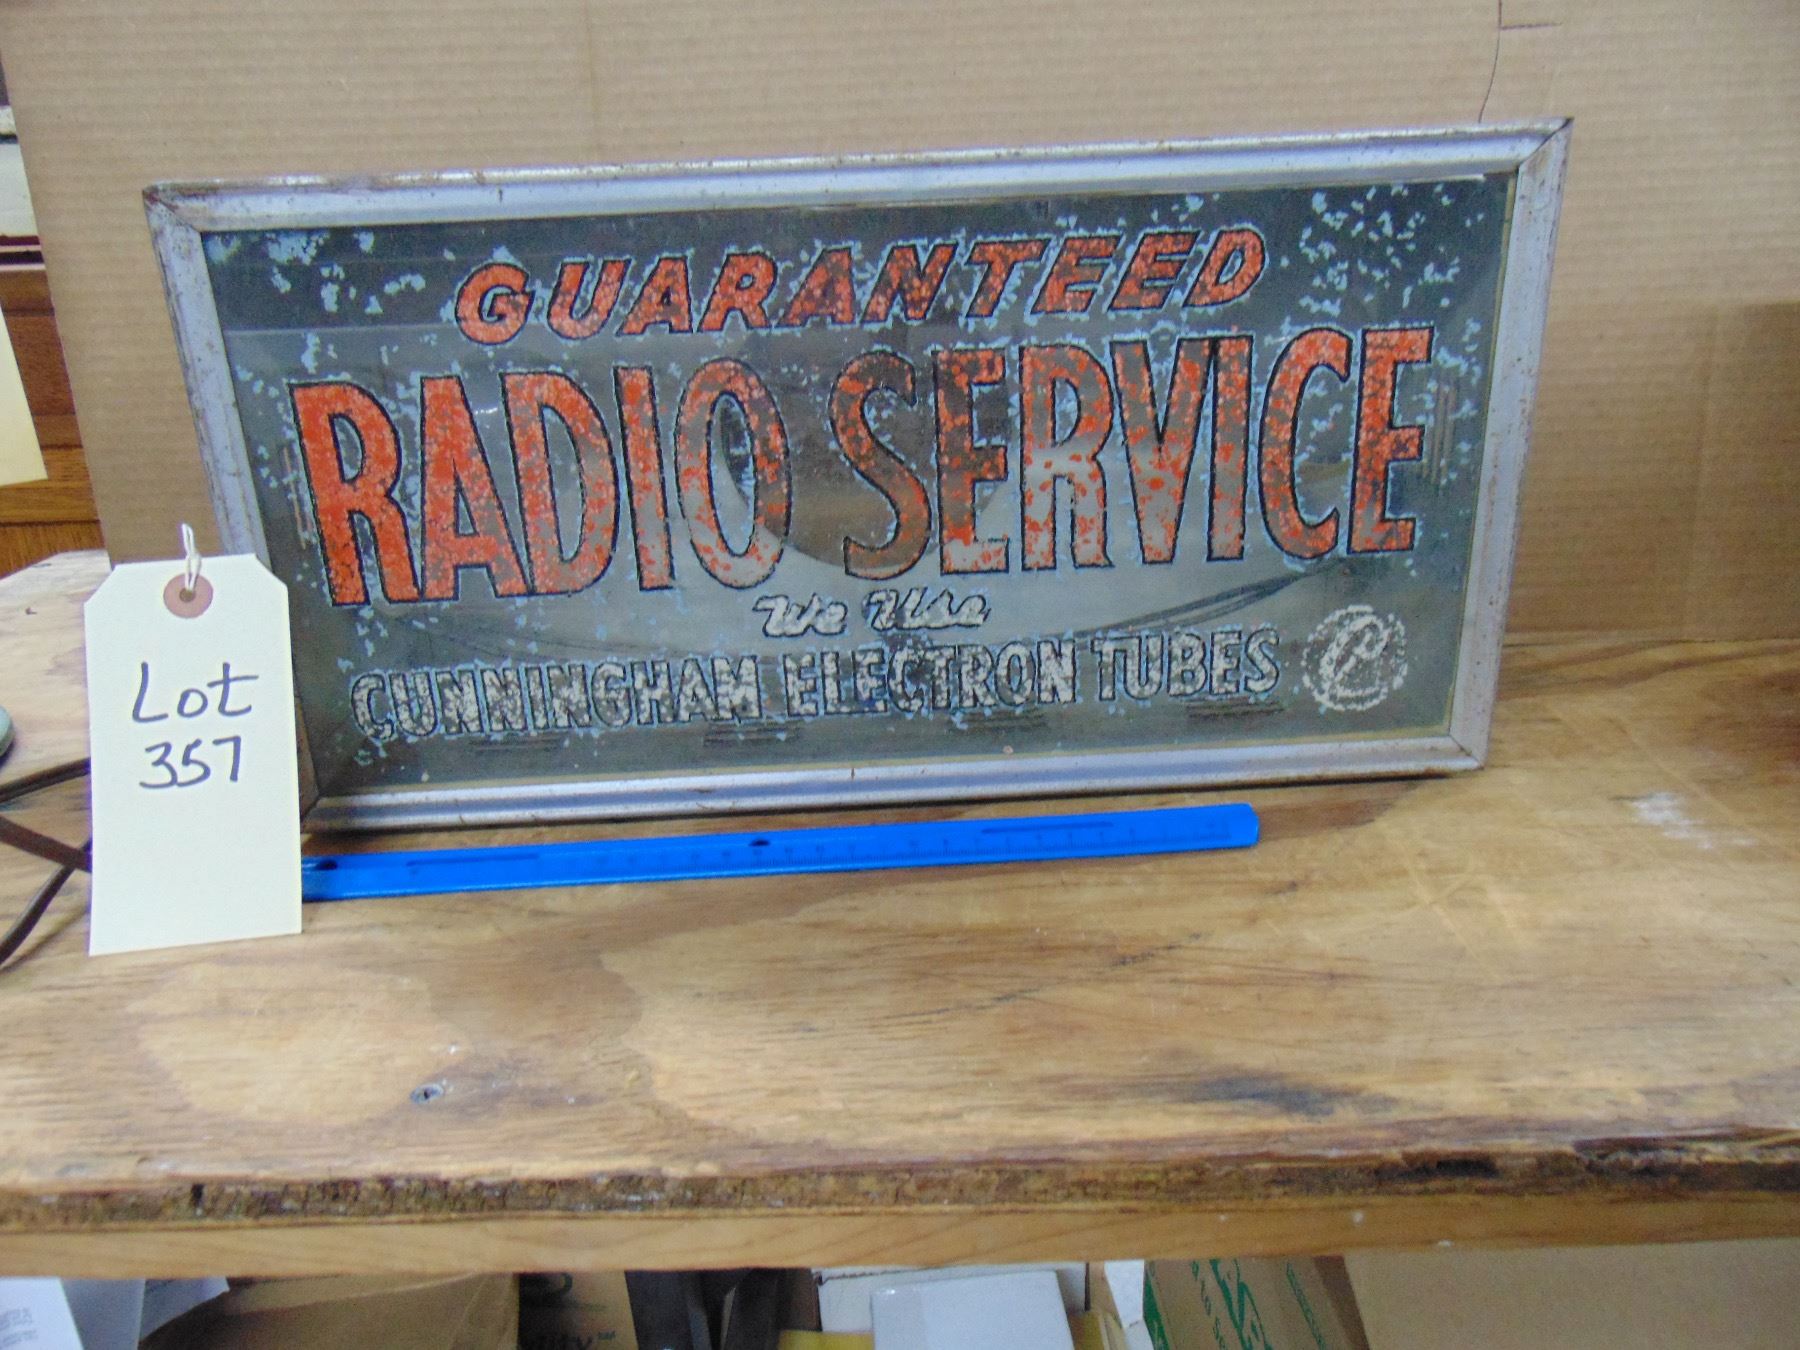 GUARANTEED
RADIO SERVICE
We Use
CUNNINGHAM ELECTRON TUBES
C
Lot
357